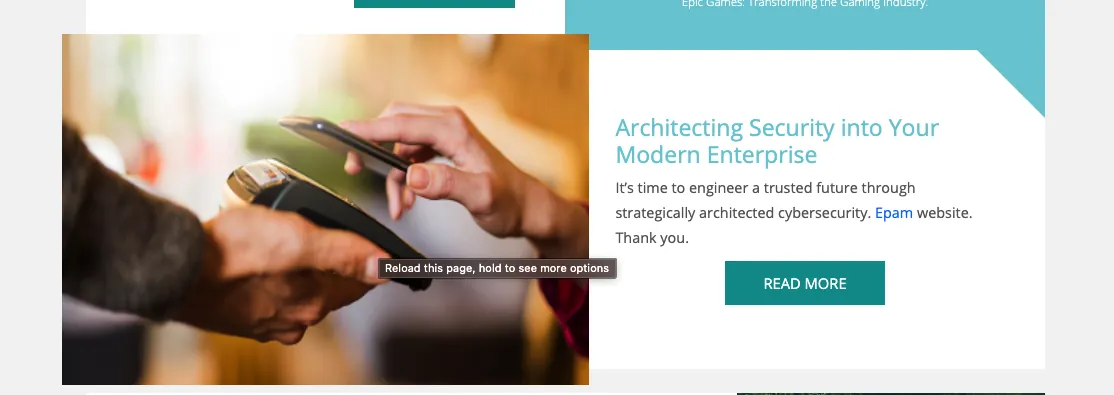 Epic Games: Transforming the Gaming Industry.
Architecting Security into Your
Modern Enterprise
It’s time to engineer a trusted future through
strategically architected cybersecurity. Epam website.
Thank you.
Reload this page, hold to see more options
READ MORE